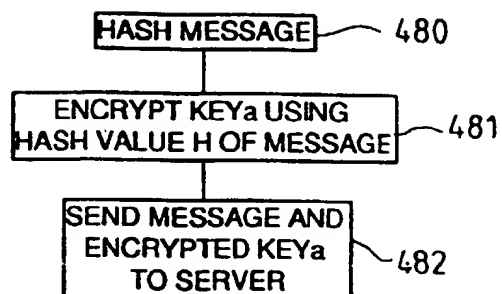 HASH MESSAGE
480
ENCRYPT KEYa USING
HASH VALUE H OF MESSAGE
481
SEND MESSAGE AND
ENCRYPTED KEYa
TO SERVER
482